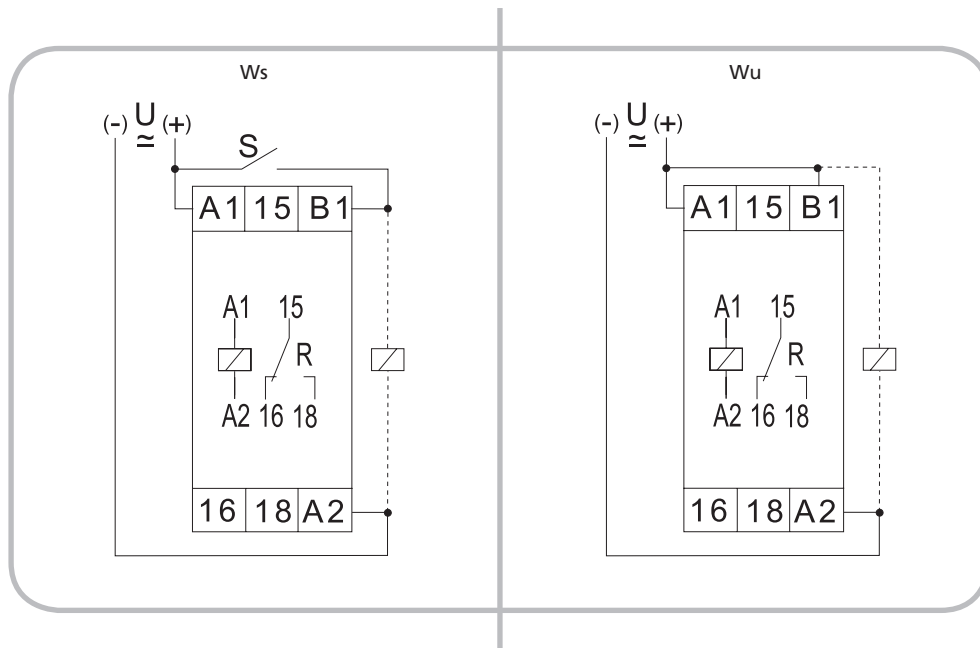 Ws
(-) U (+)
≃
S
A1 15 B1
A1 15
R
A2 16 18
16 18 A2
Wu
(-) U (+)
≃
A1 15 B1
A1 15
R
A2 16 18
16 18 A2